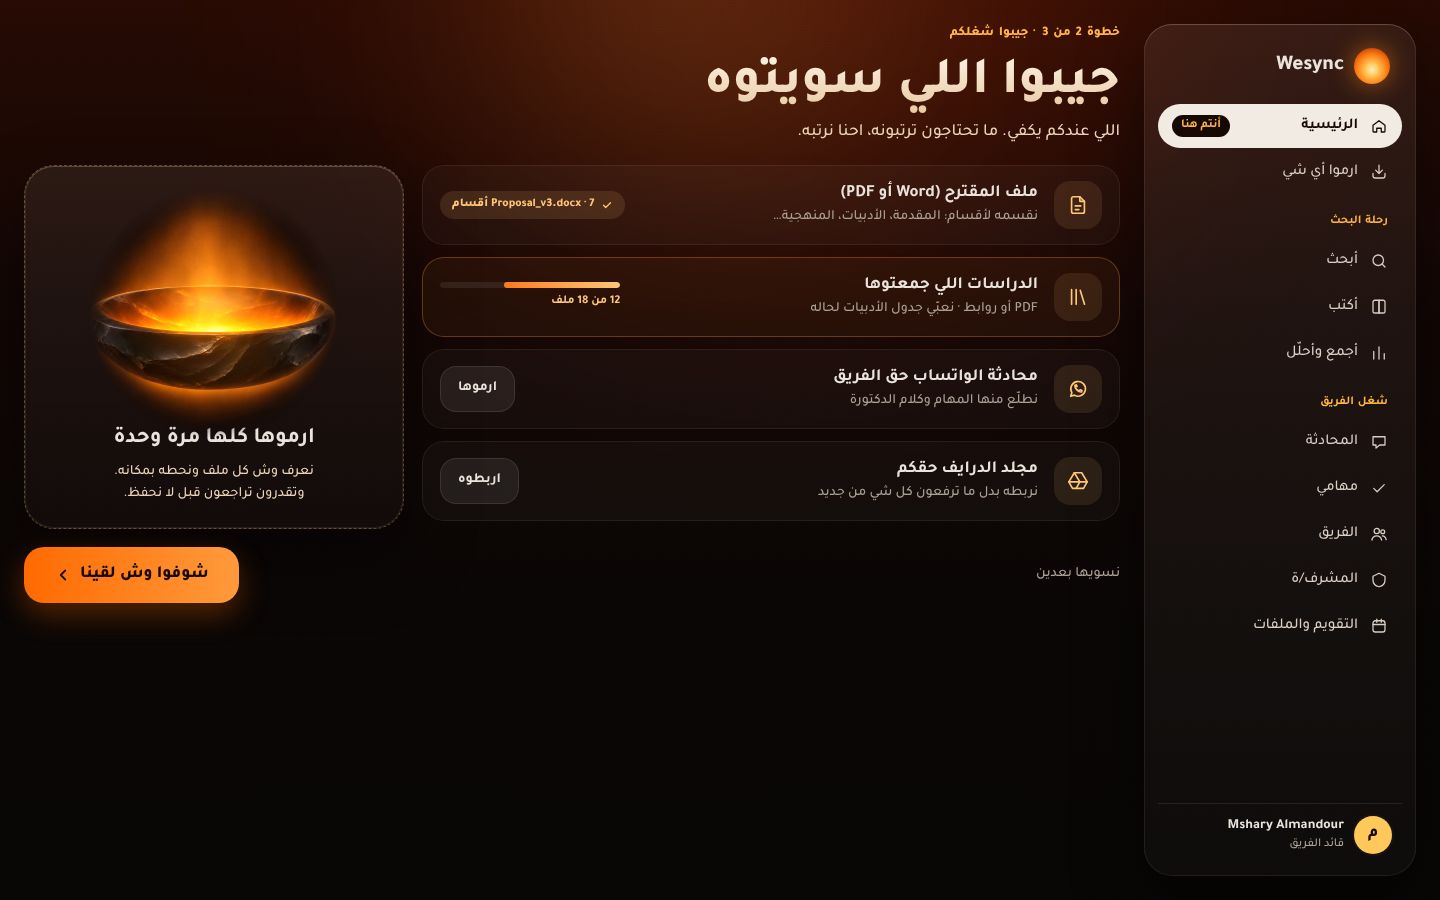 Wesync
الرئيسية
أنتم هنا
ارموا أي شي
رحلة البحث
أبحث
أكتب
أجمع وأحلّل
شغل الفريق
المحادثة
مهامي
الفريق
المشرف/ة
التقويم والملفات
Mshary Almandour
قائد الفريق
م
خطوة 2 من 3 · جيبوا شغلكم
جيبوا اللي سويتوه
اللي عندكم يكفي. ما تحتاجون ترتبونه، احنا نرتبه.
ملف المقترح (Word أو PDF)
نقسمه لأقسام: المقدمة، الأدبيات، المنهجية…
Proposal_v3.docx · 7 أقسام
الدراسات اللي جمعتوها
PDF أو روابط · نعبّي جدول الأدبيات لحاله
12 من 18 ملف
محادثة الواتساب حق الفريق
نطلّع منها المهام وكلام الدكتورة
ارموها
مجلد الدرايف حقكم
نربطه بدل ما ترفعون كل شي من جديد
اربطوه
ارموها كلها مرة وحدة
نعرف وش كل ملف ونحطه بمكانه.
وتقدرون تراجعون قبل لا نحفظ.
نسويها بعدين
شوفوا وش لقينا